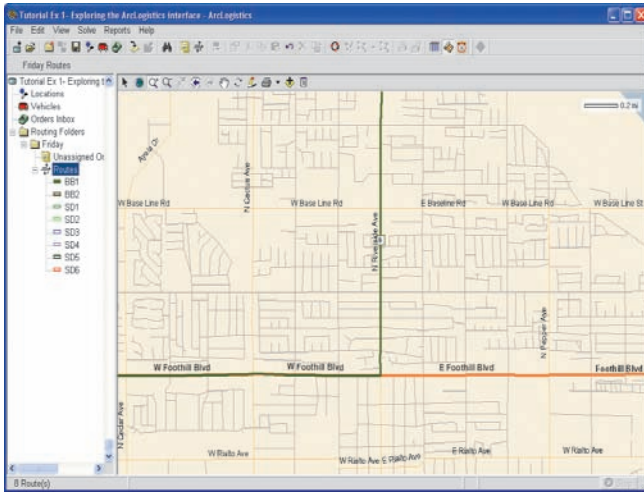 Tutorial Ex 1- Exploring the ArcLogistics interface - ArcLogistics
File Edit View Solve Reports Help
Friday Routes
Tutorial Ex 1- Exploring t
Locations
Vehicles
Orders Inbox
Routing Folders
Friday
Unassigned Or
Routes
BB1
BB2
SD1
SD2
SD3
SD4
SD5
SD6
0.2 mi
N Cactus Ave
W Base Line Rd
W Base Line Rd
E Baseline Rd
W Base Line Rd
W Base Line St
N Riverside Ave
N Pepper Ave
W Foothill Blvd
W Foothill Blvd
E Foothill Blvd
Foothill Blvd
N Cedar Ave
W Rialto Ave
W Rialto Ave
E Rialto Ave
E Rialto Ave
W Rialto Ave
8 Route(s)